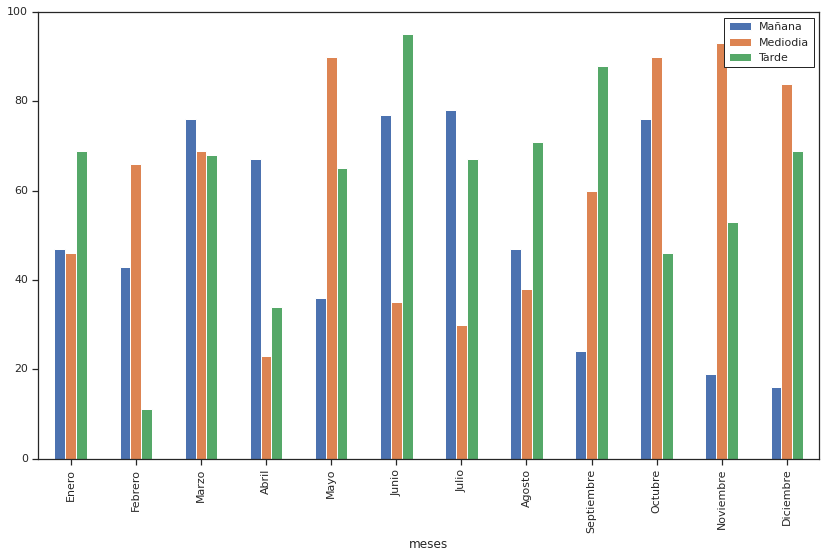 100
80
60
40
20
0
Mañana
Mediodia
Tarde
Enero
Febrero
Marzo
Abril
Mayo
Junio
Julio
Agosto
Septiembre
Octubre
Noviembre
Diciembre
meses